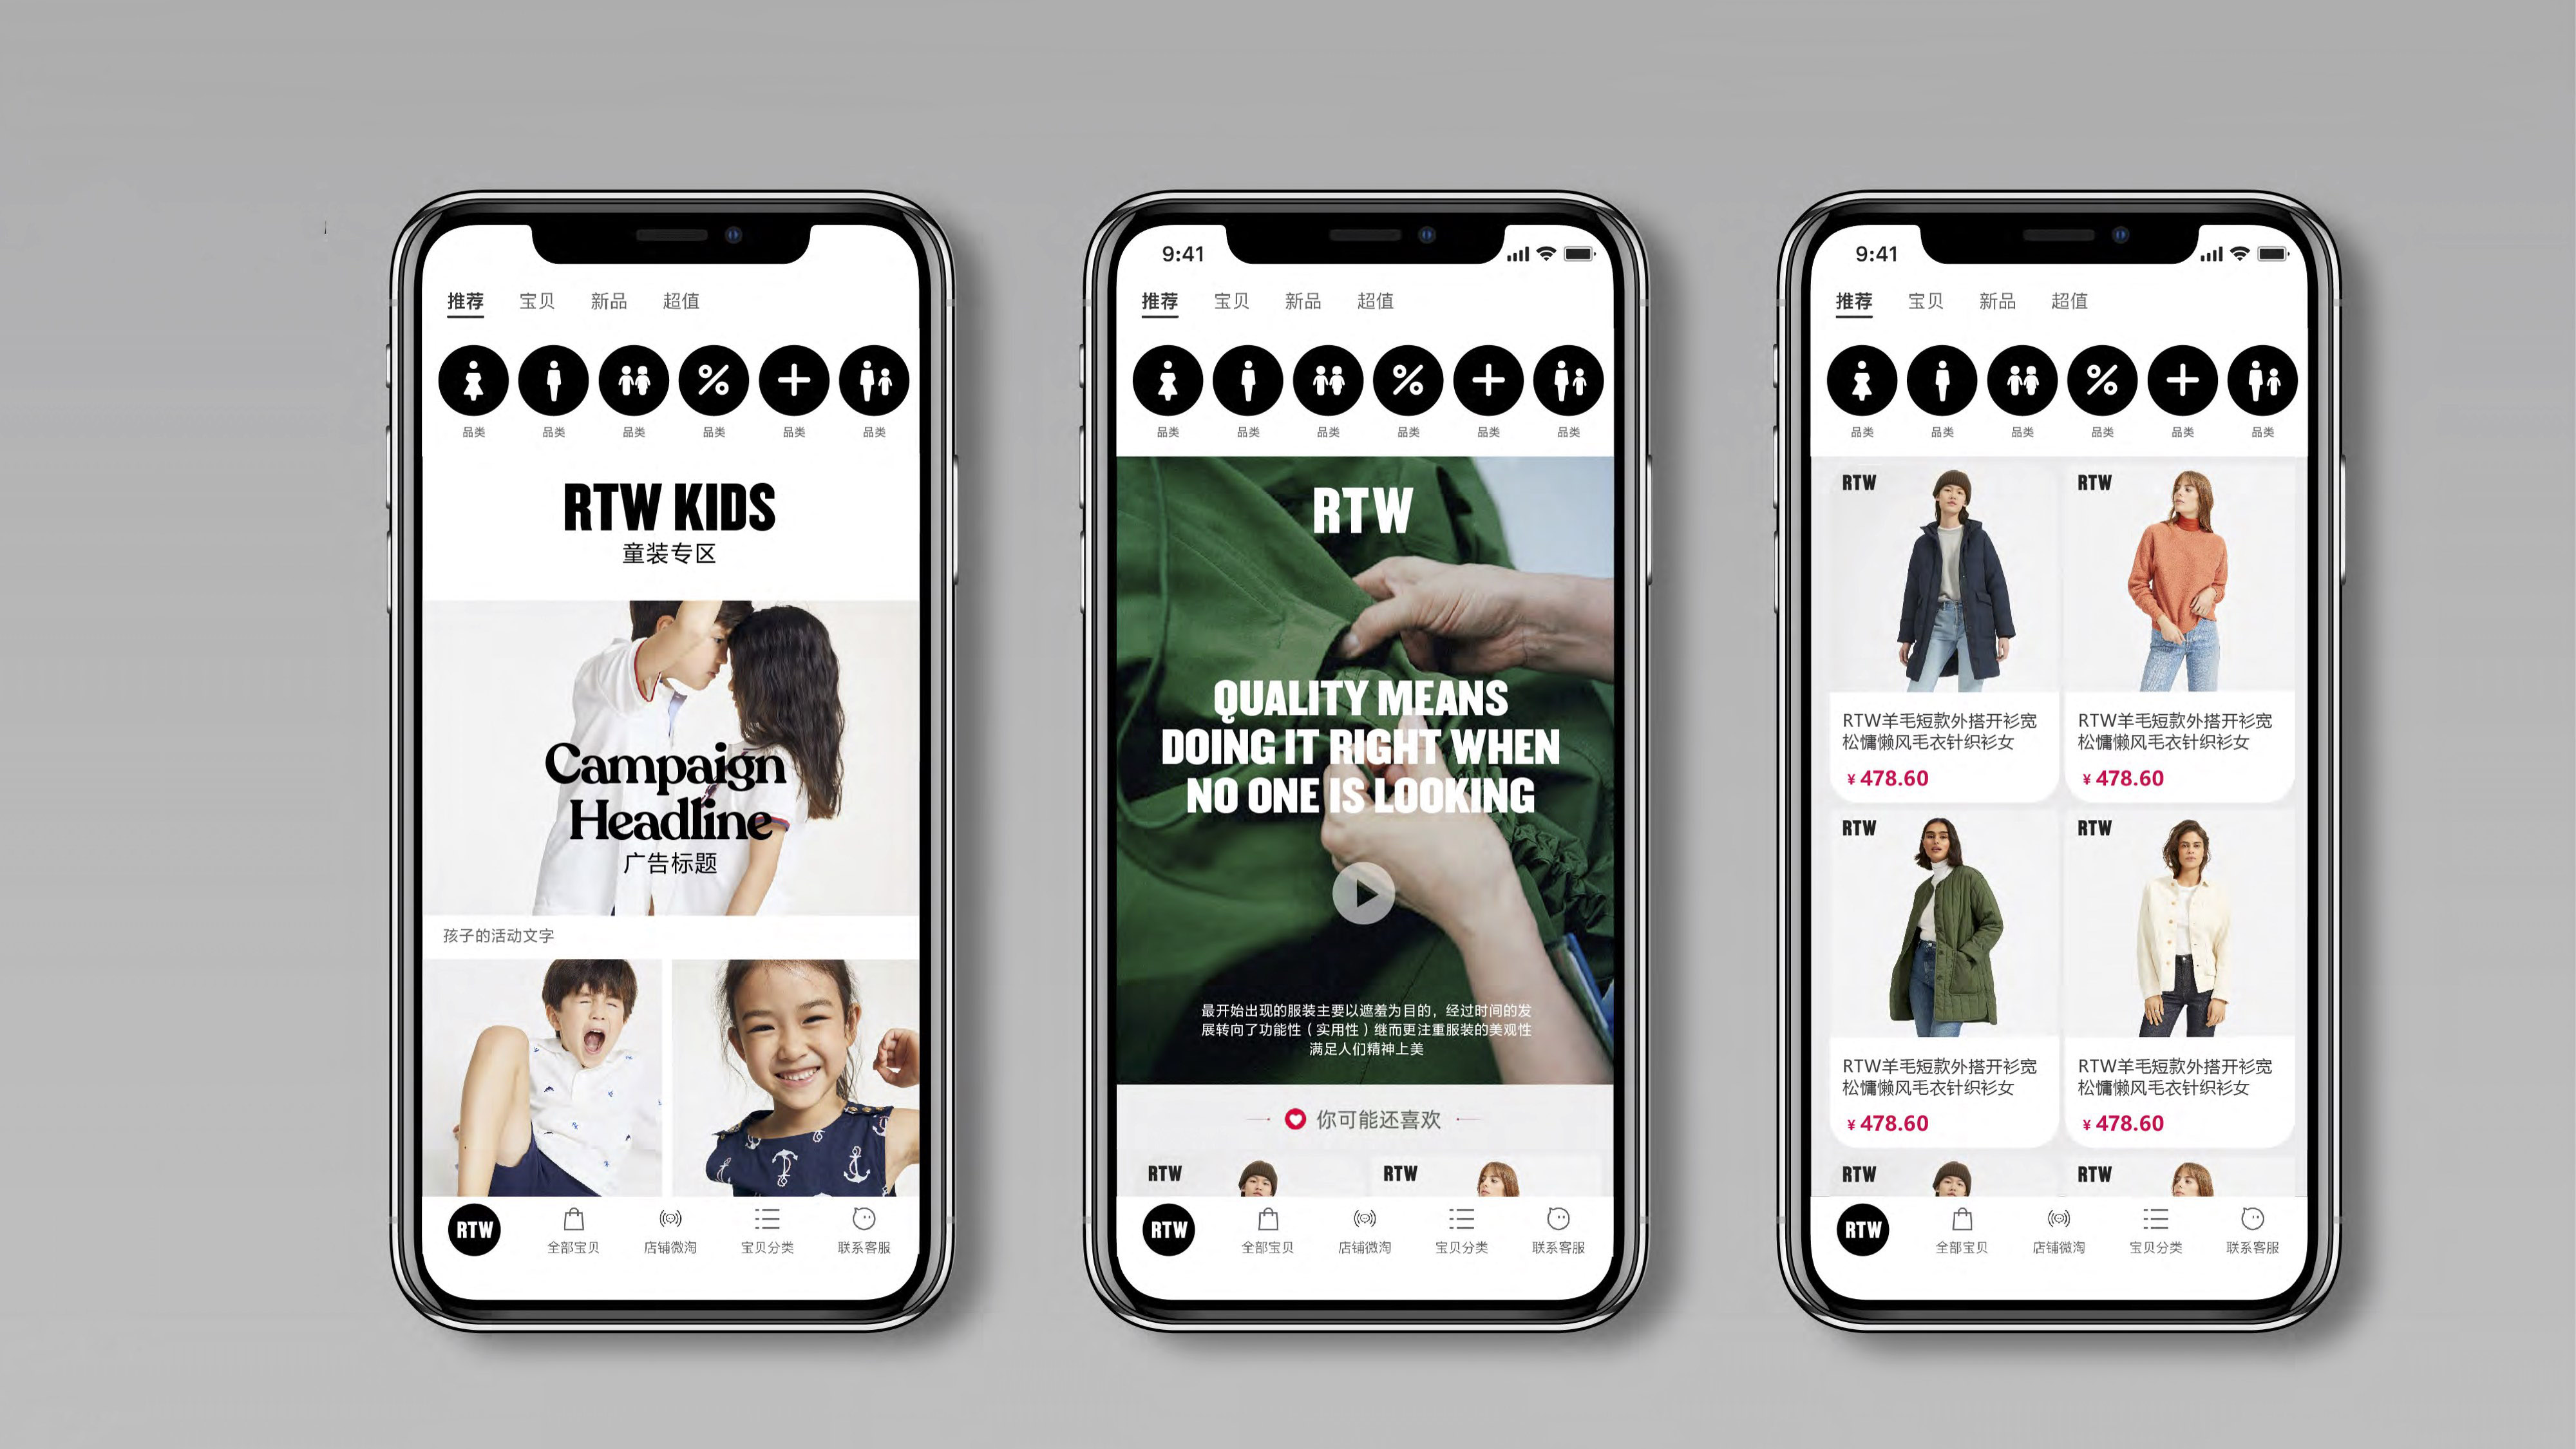 推荐 宝贝 新品 超值
品类 品类 品类 品类 品类 品类
RTW KIDS
童装专区
Campaign
Headline
广告标题
孩子的活动文字
RTW 全部宝贝 店铺微淘 宝贝分类 联系客服
9:41
推荐 宝贝 新品 超值
品类 品类 品类 品类 品类 品类
RTW
QUALITY MEANS
DOING IT RIGHT WHEN
NO ONE IS LOOKING
最开始出现的服装主要以遮羞为目的，经过时间的发
展转向了功能性（实用性）继而更注重服装的美观性
满足人们精神上美
你可能还喜欢
RTW RTW
RTW 全部宝贝 店铺微淘 宝贝分类 联系客服
9:41
推荐 宝贝 新品 超值
品类 品类 品类 品类 品类 品类
RTW RTW
RTW羊毛短款外搭开衫宽 RTW羊毛短款外搭开衫宽
松慵懒风毛衣针织衫女 松慵懒风毛衣针织衫女
¥ 478.60 ¥ 478.60
RTW RTW
RTW羊毛短款外搭开衫宽 RTW羊毛短款外搭开衫宽
松慵懒风毛衣针织衫女 松慵懒风毛衣针织衫女
¥ 478.60 ¥ 478.60
RTW RTW
RTW 全部宝贝 店铺微淘 宝贝分类 联系客服